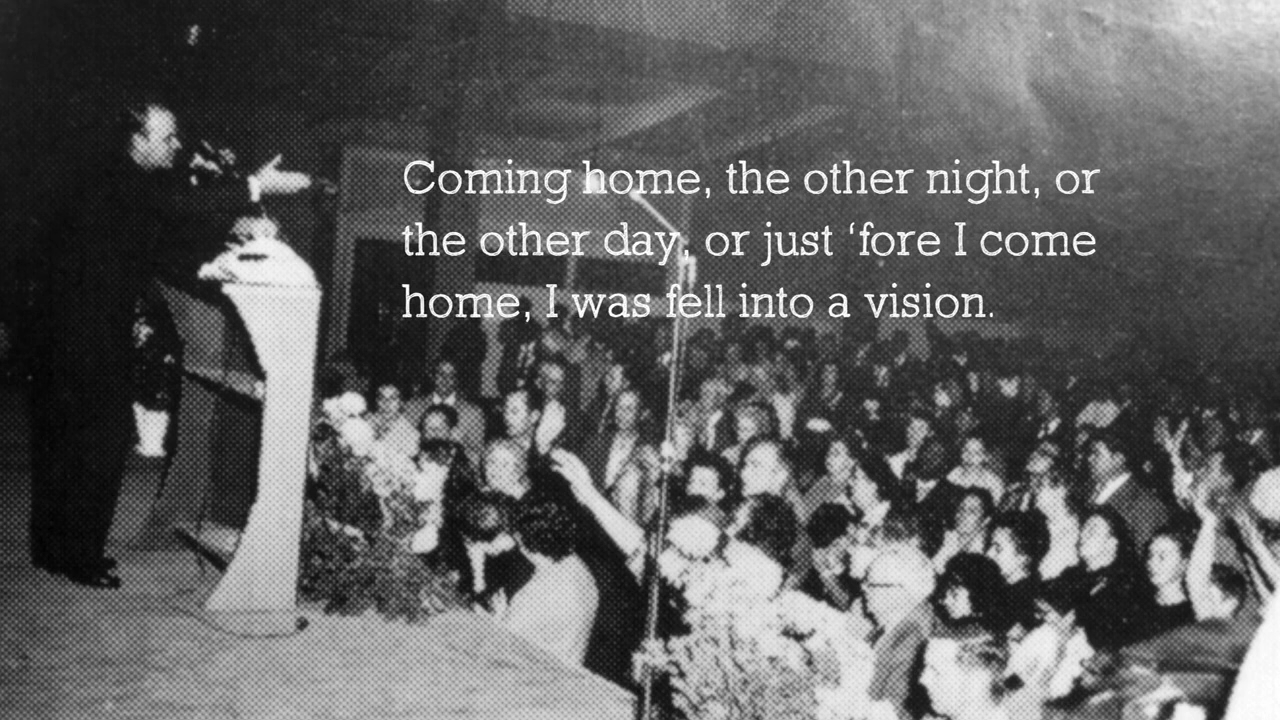 Coming home, the other night, or
the other day, or just ‘fore I come
home, I was fell into a vision.